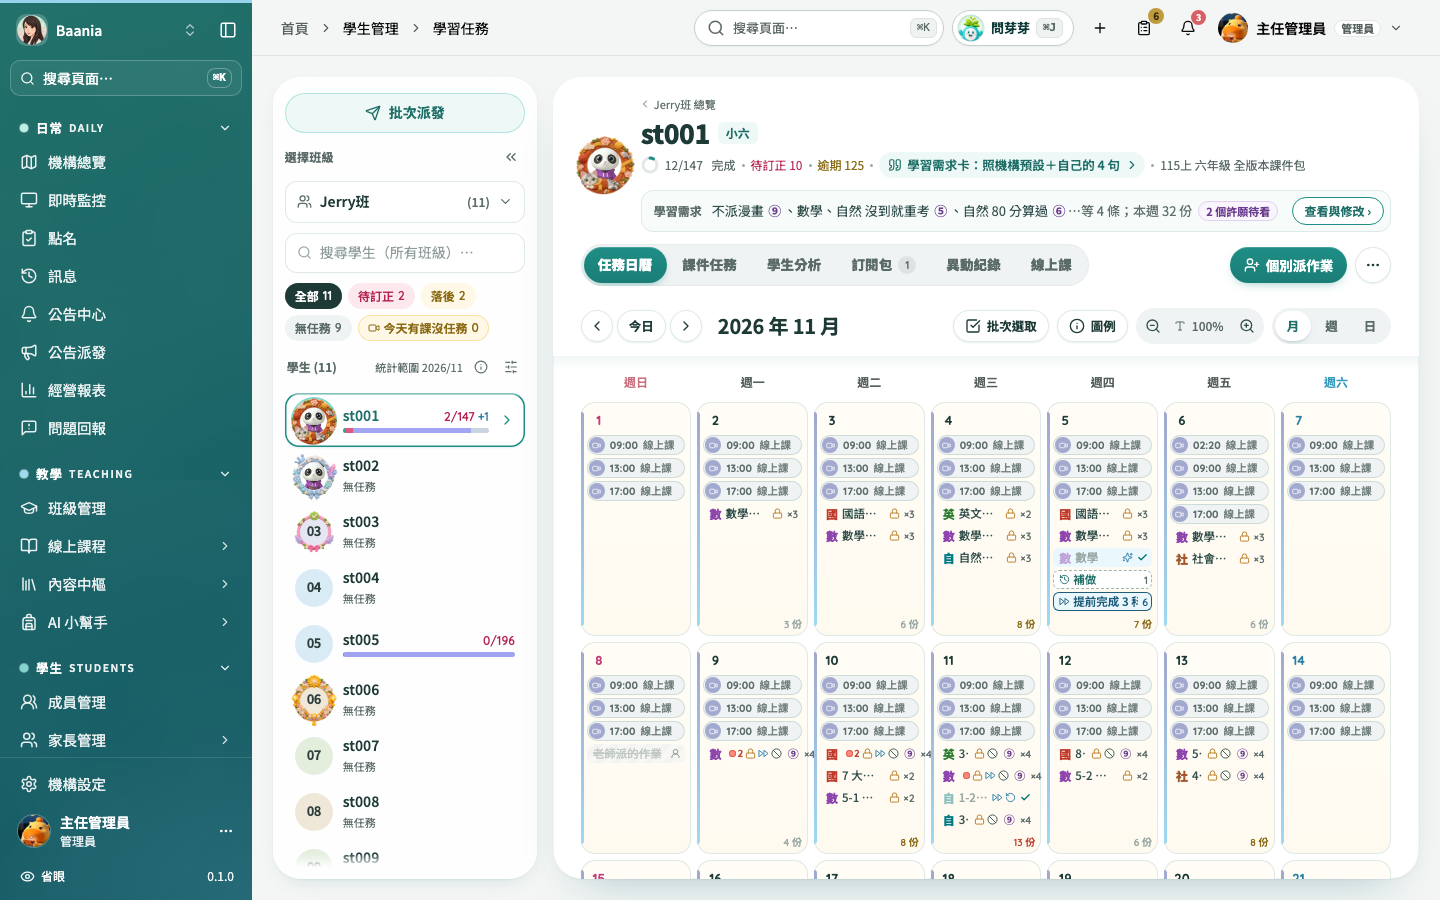 Baania
搜尋頁面… ⌘K
日常 DAILY
機構總覽
即時監控
點名
訊息
公告中心
公告派發
經營報表
問題回報
教學 TEACHING
班級管理
線上課程
內容中樞
AI 小幫手
學生 STUDENTS
成員管理
家長管理
機構設定
主任管理員
管理員
省眼 0.1.0
首頁 > 學生管理 > 學習任務
搜尋頁面… ⌘K
問芽芽 ⌘J
6
3
主任管理員 管理員
批次派發
選擇班級
Jerry班 (11)
搜尋學生（所有班級）…
全部 11 待訂正 2 落後 2
無任務 9 今天有課沒任務 0
學生 (11) 統計範圍 2026/11
st001 2/147 +1
st002
無任務
03 st003
無任務
04 st004
無任務
05 st005 0/196
06 st006
無任務
07 st007
無任務
08 st008
無任務
st009
Jerry班 總覽
st001 小六
12/147 完成 • 待訂正 10 • 逾期 125 • 學習需求卡：照機構預設＋自己的 4 句 › • 115上 六年級 全版本課件包
學習需求 不派漫畫 ⑨ 、數學、自然 沒到就重考 ⑤ 、自然 80 分算過 ⑥ …等 4 條；本週 32 份 2 個許願待看 查看與修改 ›
任務日曆 課件任務 學生分析 訂閱包 1 異動紀錄 線上課
個別派作業
今日 2026 年 11 月
批次選取 圖例 100% 月 週 日
週日 週一 週二 週三 週四 週五 週六
1
09:00 線上課
13:00 線上課
17:00 線上課
2
09:00 線上課
13:00 線上課
17:00 線上課
數 數學… ×3
3 份
3
09:00 線上課
13:00 線上課
17:00 線上課
國 國語… ×3
數 數學… ×3
6 份
4
09:00 線上課
13:00 線上課
17:00 線上課
英 英文… ×2
數 數學… ×3
自 自然… ×3
8 份
5
09:00 線上課
13:00 線上課
17:00 線上課
國 國語… ×3
數 數學… ×3
數 數學
補做 1
提前完成 3 6
7 份
6
02:20 線上課
09:00 線上課
13:00 線上課
17:00 線上課
數 數學… ×3
社 社會… ×3
6 份
7
09:00 線上課
13:00 線上課
17:00 線上課
8
09:00 線上課
13:00 線上課
17:00 線上課
老師派的作業
9
09:00 線上課
13:00 線上課
17:00 線上課
數 2 ⑨ ×4
4 份
10
09:00 線上課
13:00 線上課
17:00 線上課
國 2 ⑨ ×4
國 7 大… ×2
數 5-1 … ×2
8 份
11
09:00 線上課
13:00 線上課
17:00 線上課
英 3· ⑨ ×4
數 ⑨ ×4
自 1-2…
自 3· ⑨ ×4
13 份
12
09:00 線上課
13:00 線上課
17:00 線上課
國 8· ⑨ ×4
數 5-2 … ×2
6 份
13
09:00 線上課
13:00 線上課
17:00 線上課
數 5· ⑨ ×4
社 4· ⑨ ×4
8 份
14
09:00 線上課
13:00 線上課
17:00 線上課
15 16 17 18 19 20 21